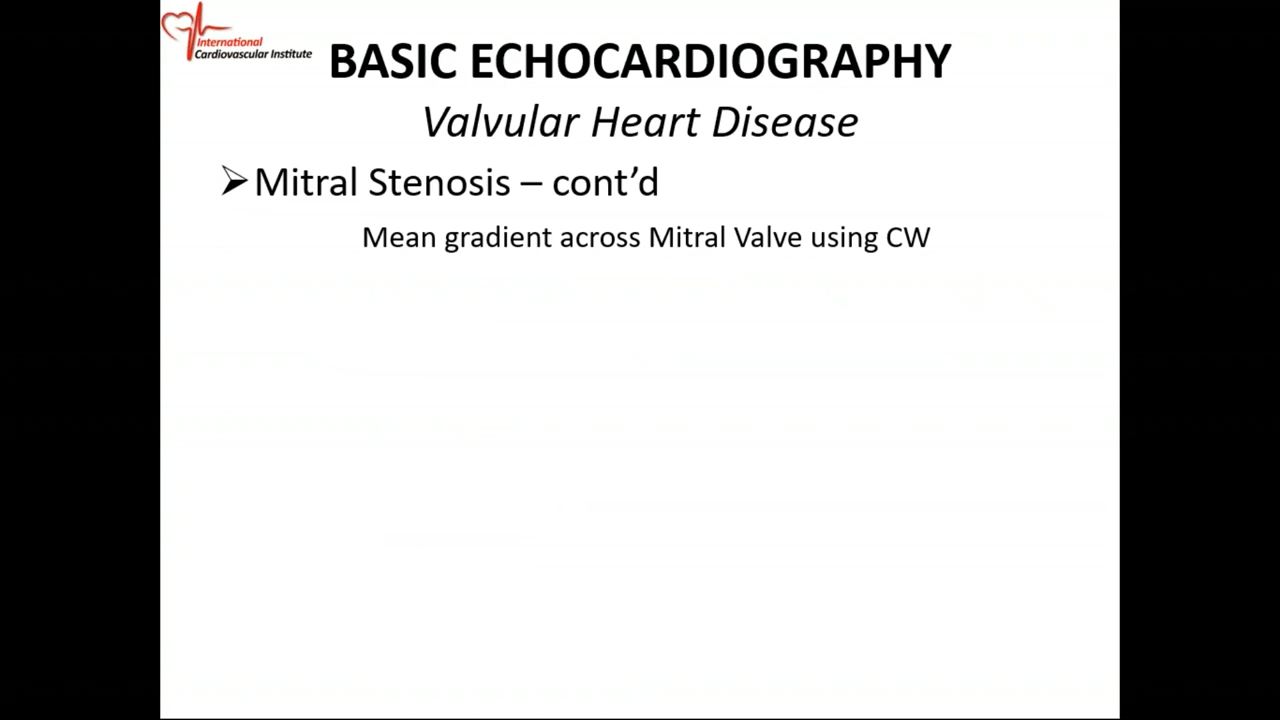 International
Cardiovascular Institute
BASIC ECHOCARDIOGRAPHY
Valvular Heart Disease
➢Mitral Stenosis – cont’d
Mean gradient across Mitral Valve using CW